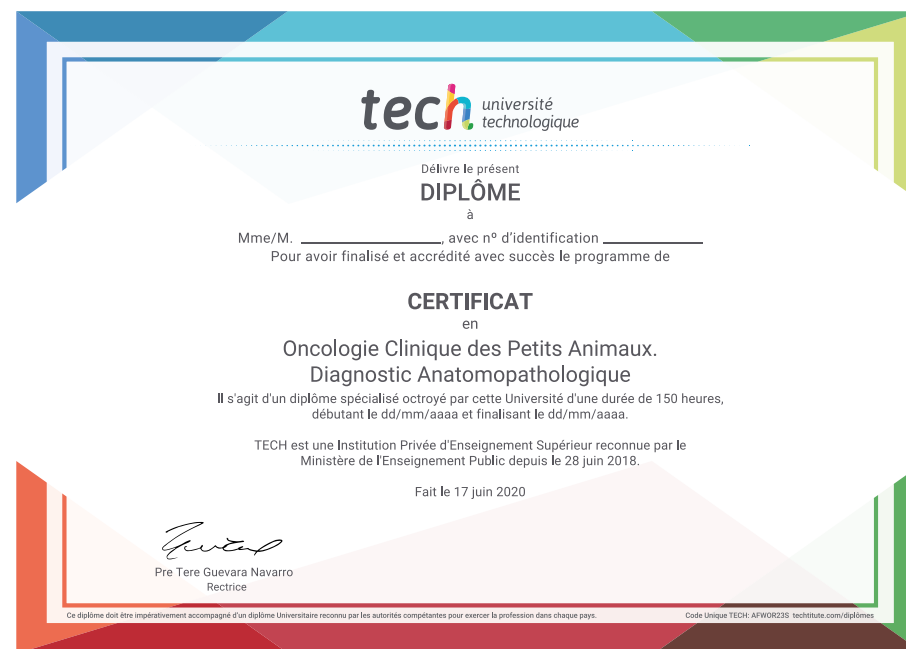 tech université
technologique
Délivre le présent
DIPLÔME
à
Mme/M. ____________________, avec nº d'identification ______________
Pour avoir finalisé et accrédité avec succès le programme de
CERTIFICAT
en
Oncologie Clinique des Petits Animaux.
Diagnostic Anatomopathologique
Il s'agit d'un diplôme spécialisé octroyé par cette Université d'une durée de 150 heures,
débutant le dd/mm/aaaa et finalisant le dd/mm/aaaa.
TECH est une Institution Privée d'Enseignement Supérieur reconnue par le
Ministère de l'Enseignement Public depuis le 28 juin 2018.
Fait le 17 juin 2020
Pre Tere Guevara Navarro
Rectrice
Ce diplôme doit être impérativement accompagné d'un diplôme Universitaire reconnu par les autorités compétantes pour exercer la profession dans chaque pays.
Code Unique TECH: AFWOR23S techtitute.com/diplômes